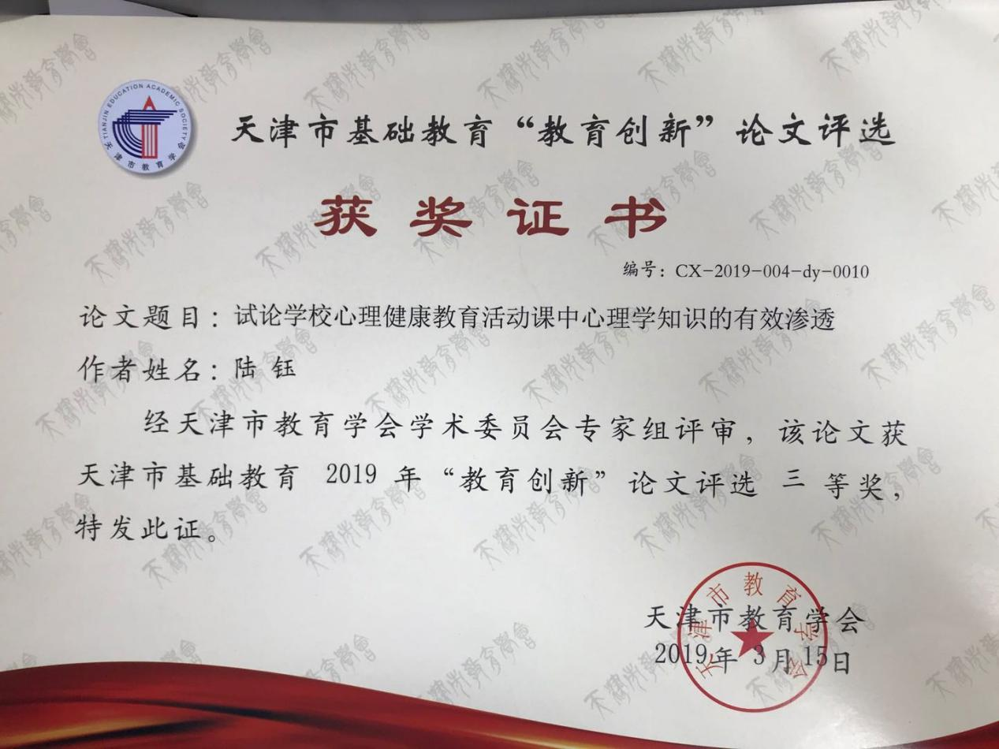 TIANJIN EDUCATION ACADEMIC SOCIETY
天津市教育学会
天津市基础教育“教育创新”论文评选
获奖证书
编号：CX-2019-004-dy-0010
论文题目：试论学校心理健康教育活动课中心理学知识的有效渗透
作者姓名：陆 钰
经天津市教育学会学术委员会专家组评审，该论文获
天津市基础教育 2019 年“教育创新”论文评选 三 等奖，
特发此证。
天津市教育学会
天津市教育学会
2019年 3月 15日